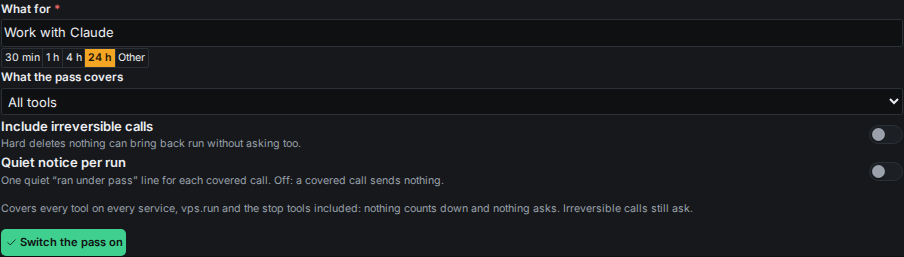 What for *
Work with Claude
30 min 1 h 4 h 24 h Other
What the pass covers
All tools
Include irreversible calls
Hard deletes nothing can bring back run without asking too.
Quiet notice per run
One quiet “ran under pass” line for each covered call. Off: a covered call sends nothing.
Covers every tool on every service, vps.run and the stop tools included: nothing counts down and nothing asks. Irreversible calls still ask.
Switch the pass on